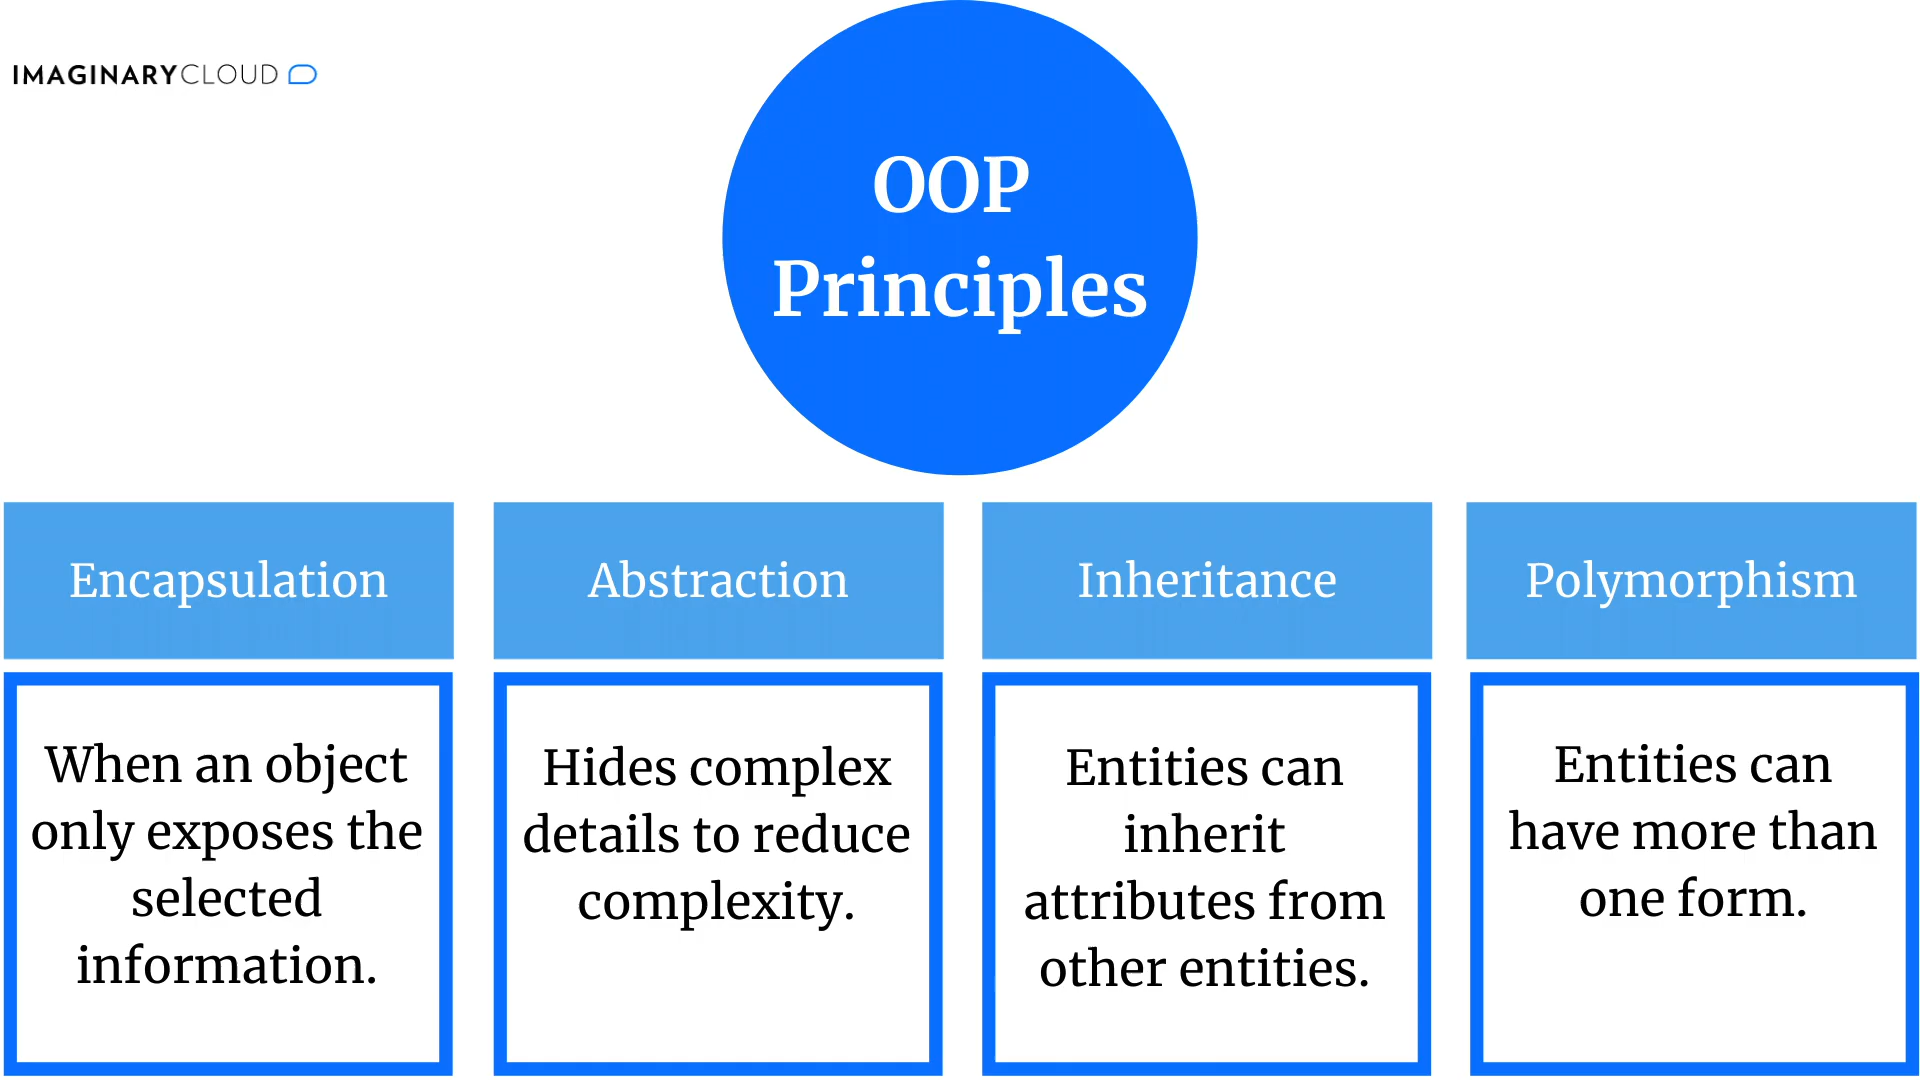 IMAGINARYCLOUD
OOP
Principles
Encapsulation
When an object
only exposes the
selected
information.
Abstraction
Hides complex
details to reduce
complexity.
Inheritance
Entities can
inherit
attributes from
other entities.
Polymorphism
Entities can
have more than
one form.